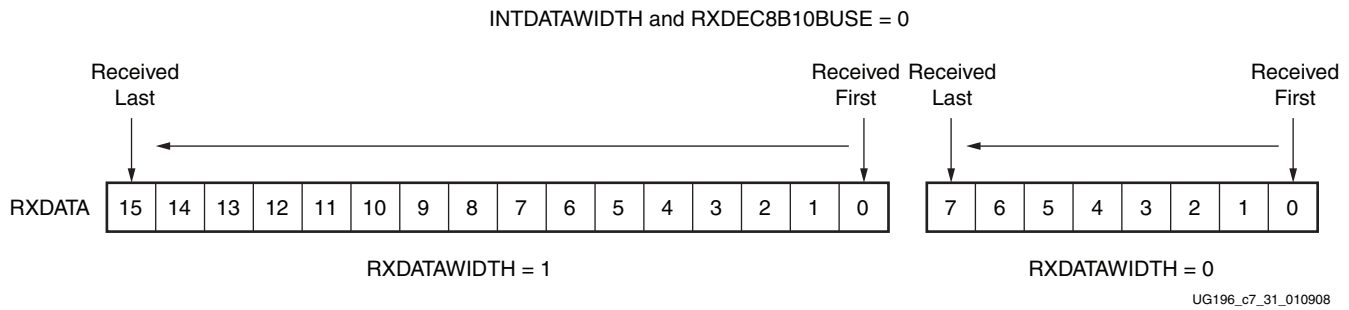 INTDATAWIDTH and RXDEC8B10BUSE = 0
Received Received Received Received
Last First Last First
RXDATA 15 14 13 12 11 10 9 8 7 6 5 4 3 2 1 0 7 6 5 4 3 2 1 0
RXDATAWIDTH = 1 RXDATAWIDTH = 0
UG196_c7_31_010908